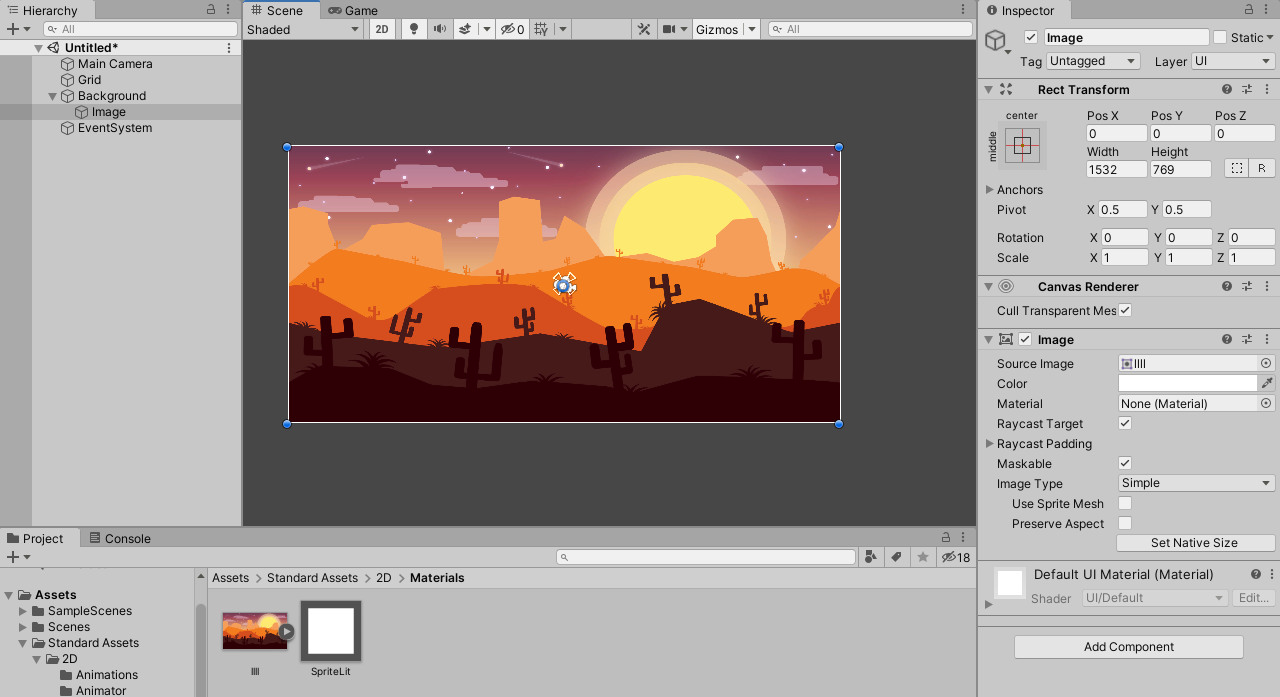 Hierarchy
All
Untitled*
Main Camera
Grid
Background
Image
EventSystem
Scene
Game
Shaded
2D
0
Gizmos
All
Inspector
Image
Static
Tag Untagged Layer UI
Rect Transform
center
middle
Pos X Pos Y Pos Z
0 0 0
Width Height
1532 769
R
Anchors
Pivot X 0.5 Y 0.5
Rotation X 0 Y 0 Z 0
Scale X 1 Y 1 Z 1
Canvas Renderer
Cull Transparent Mes
Image
Source Image
Color
Material None (Material)
Raycast Target
Raycast Padding
Maskable
Image Type Simple
Use Sprite Mesh
Preserve Aspect
Set Native Size
Default UI Material (Material)
Shader UI/Default Edit...
Add Component
Project
Console
18
Assets
SampleScenes
Scenes
Standard Assets
2D
Animations
Animator
Assets > Standard Assets > 2D > Materials
SpriteLit